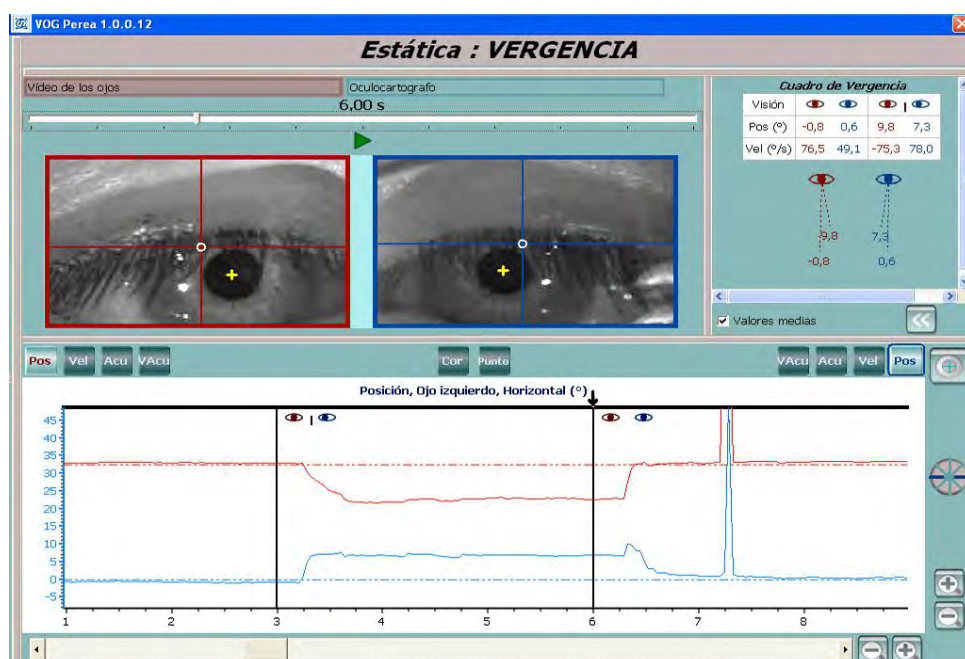 VOG Perea 1.0.0.12
Estática : VERGENCIA
Vídeo de los ojos
Oculocartografo
6,00 s
Cuadro de Vergencia
Visión
Pos (°) -0,8 0,6 9,8 7,3
Vel (°/s) 76,5 49,1 -75,3 78,0
9,8 7,3
-0,8 0,6
Valores medias
Pos Vel Acu VAcu Cor Punto VAcu Acu Vel Pos
Posición, Ojo izquierdo, Horizontal (°)
45
40
35
30
25
20
15
10
5
0
-5
1 2 3 4 5 6 7 8